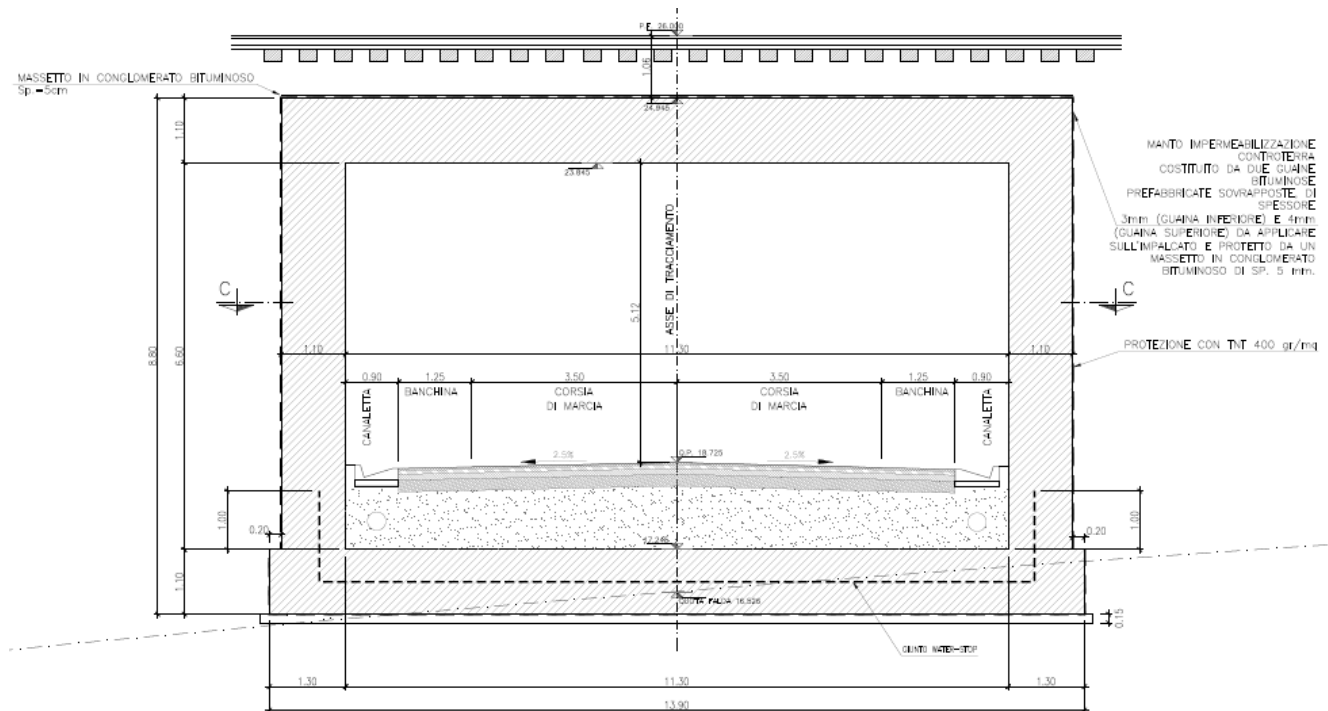 P.F. 26.000
1.06
MASSETTO IN CONGLOMERATO BITUMINOSO
Sp.=5cm
24.945
1.10
23.845
MANTO IMPERMEABILIZZAZIONE
CONTROTERRA
COSTITUITO DA DUE GUAINE
BITUMINOSE
PREFABBRICATE SOVRAPPOSTE, DI
SPESSORE
3mm (GUAINA INFERIORE) E 4mm
(GUAINA SUPERIORE) DA APPLICARE
SULL'IMPALCATO E PROTETTO DA UN
MASSETTO IN CONGLOMERATO
BITUMINOSO DI SP. 5 mm.
ASSE DI TRACCIAMENTO
C
C
5.12
8.80
6.60
1.10
11.30
1.10
PROTEZIONE CON TNT 400 gr/mq
0.90
1.25
3.50
3.50
1.25
0.90
CANALETTA
BANCHINA
CORSIA
DI MARCIA
CORSIA
DI MARCIA
BANCHINA
CANALETTA
2.5%
Q.P. 18.725
2.5%
1.00
0.20
17.245
1.00
0.20
1.10
QUOTA FALDA 16.526
0.15
GIUNTO WATER-STOP
1.30
11.30
1.30
13.90